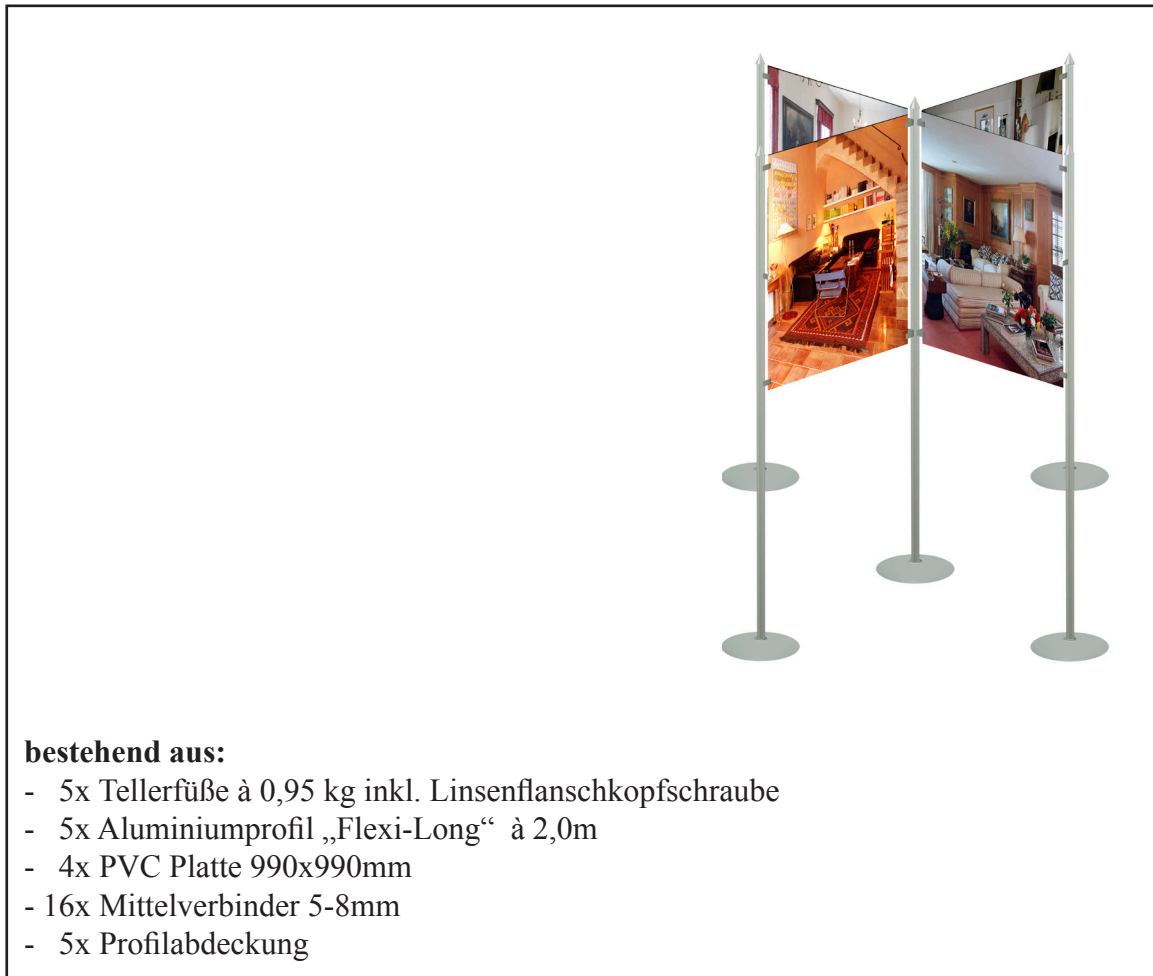 bestehend aus:
- 5x Tellerfüße à 0,95 kg inkl. Linsenflanschkopfschraube
- 5x Aluminiumprofil „Flexi-Long“ à 2,0m
- 4x PVC Platte 990x990mm
- 16x Mittelverbinder 5-8mm
- 5x Profilabdeckung